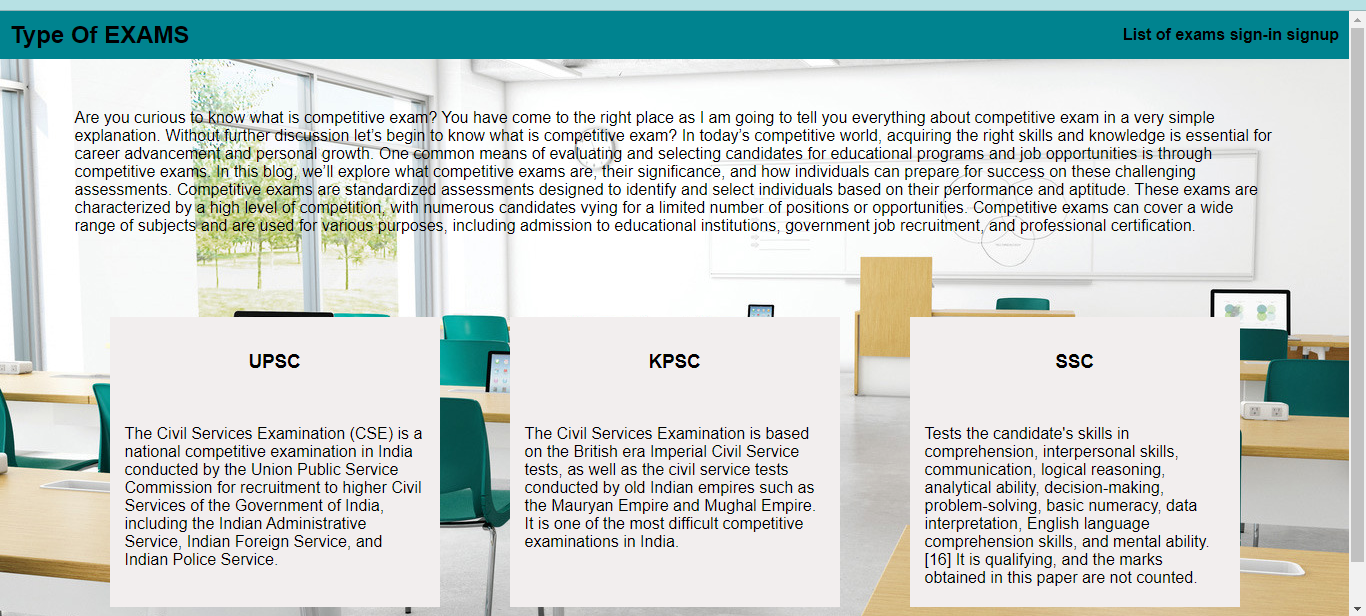 Type Of EXAMS
List of exams sign-in signup
Are you curious to know what is competitive exam? You have come to the right place as I am going to tell you everything about competitive exam in a very simple
explanation. Without further discussion let’s begin to know what is competitive exam? In today’s competitive world, acquiring the right skills and knowledge is essential for
career advancement and personal growth. One common means of evaluating and selecting candidates for educational programs and job opportunities is through
competitive exams. In this blog, we’ll explore what competitive exams are, their significance, and how individuals can prepare for success on these challenging
assessments. Competitive exams are standardized assessments designed to identify and select individuals based on their performance and aptitude. These exams are
characterized by a high level of competition, with numerous candidates vying for a limited number of positions or opportunities. Competitive exams can cover a wide
range of subjects and are used for various purposes, including admission to educational institutions, government job recruitment, and professional certification.
UPSC
The Civil Services Examination (CSE) is a
national competitive examination in India
conducted by the Union Public Service
Commission for recruitment to higher Civil
Services of the Government of India,
including the Indian Administrative
Service, Indian Foreign Service, and
Indian Police Service.
KPSC
The Civil Services Examination is based
on the British era Imperial Civil Service
tests, as well as the civil service tests
conducted by old Indian empires such as
the Mauryan Empire and Mughal Empire.
It is one of the most difficult competitive
examinations in India.
SSC
Tests the candidate's skills in
comprehension, interpersonal skills,
communication, logical reasoning,
analytical ability, decision-making,
problem-solving, basic numeracy, data
interpretation, English language
comprehension skills, and mental ability.
[16] It is qualifying, and the marks
obtained in this paper are not counted.